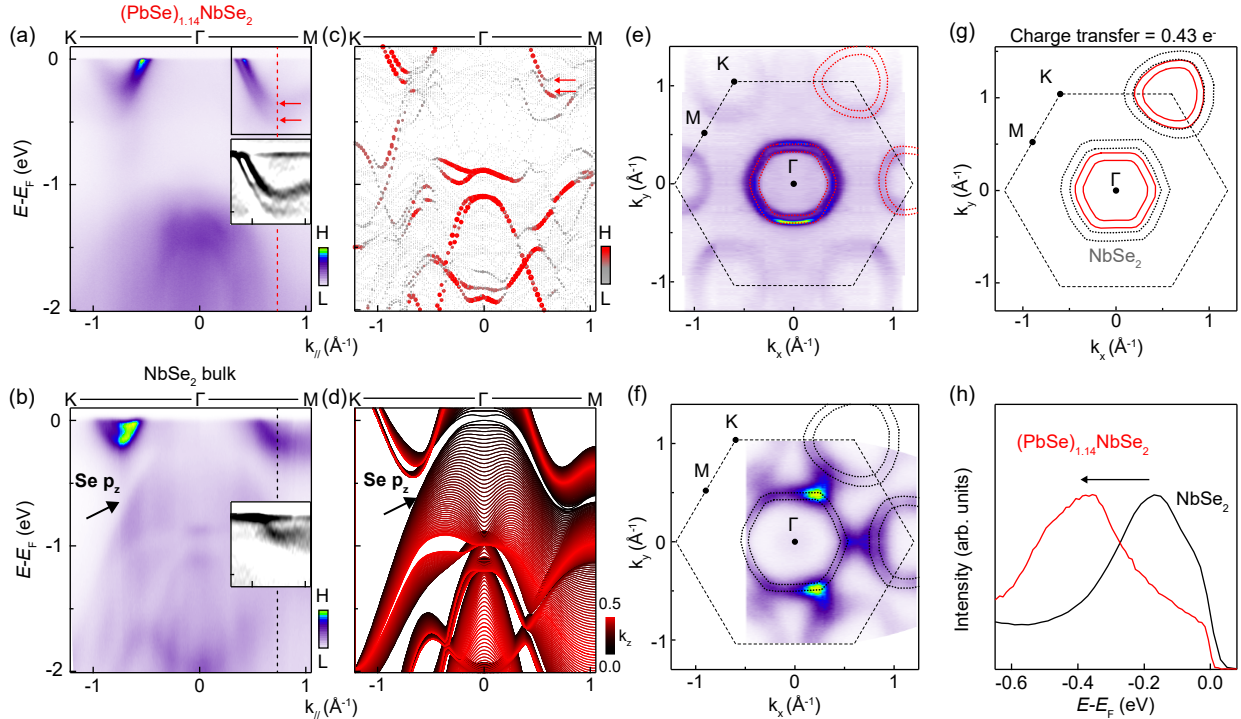 (PbSe)1.14NbSe2
(a)
K
Γ
M
E-EF (eV)
0
-1
-2
H
L
-1
0
1
k// (Å-1)
(c)
K
Γ
M
H
L
-1
0
1
k// (Å-1)
(e)
K
M
Γ
ky (Å-1)
1
0
-1
-1
0
1
kx (Å-1)
(g)
Charge transfer = 0.43 e-
K
M
Γ
NbSe2
ky (Å-1)
1
0
-1
-1
0
1
kx (Å-1)
NbSe2 bulk
(b)
K
Γ
M
Se pz
E-EF (eV)
0
-1
-2
H
L
-1
0
1
k// (Å-1)
(d)
K
Γ
M
Se pz
0.5
kz
0.0
-1
0
1
k// (Å-1)
(f)
K
M
Γ
ky (Å-1)
1
0
-1
-1
0
1
kx (Å-1)
(h)
(PbSe)1.14NbSe2
NbSe2
Intensity (arb. units)
-0.6
-0.4
-0.2
0.0
E-EF (eV)